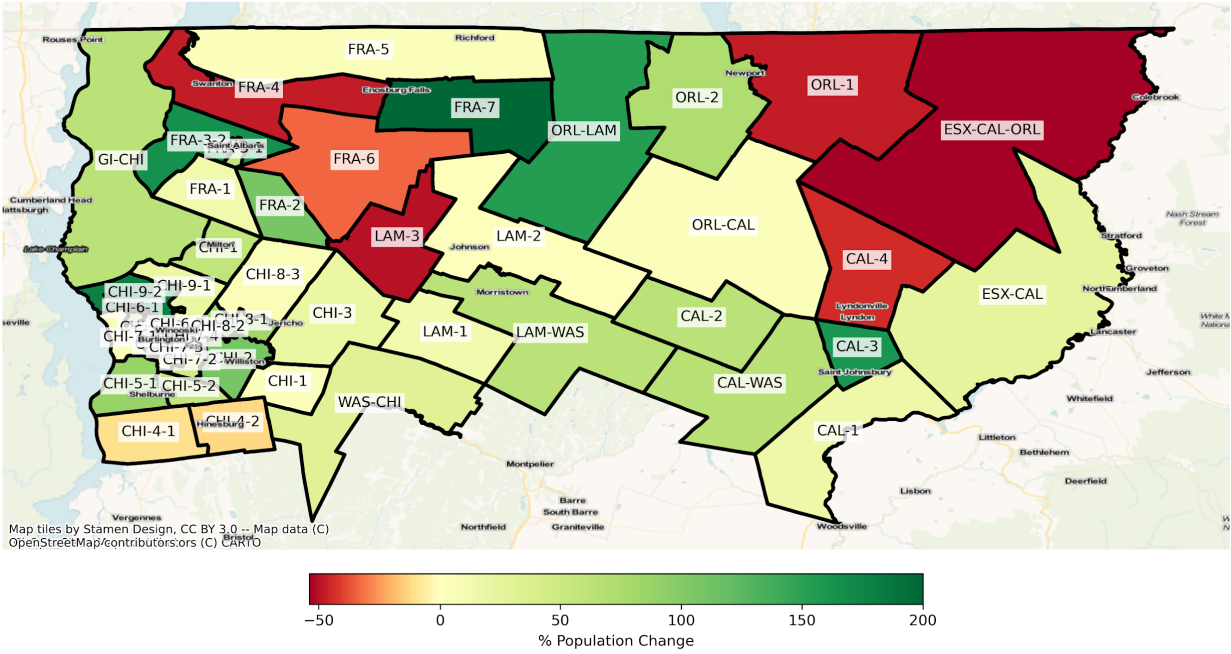 Rouses Point
Richford
FRA-5
Newport
Swanton
FRA-4
Enosburg Falls
ORL-1
ORL-2
Colebrook
FRA-7
ORL-LAM
ESX-CAL-ORL
FRA-3-2
Saint Albans
GI-CHI
FRA-6
FRA-1
Cumberland Head
FRA-2
lattsburgh
Nash Stream
Forest
ORL-CAL
LAM-3
LAM-2
Stratford
CHI-1
Milton
Johnson
Lake Champlain
CAL-4
Groveton
CHI-8-3
CHI-9-1
CHI-9-2
Morristown
Northumberland
ESX-CAL
CHI-6-1
Lyndonville
CHI-3
CAL-2
Lyndon
White M
Nationa
seville
CHI-8-2
Jericho
Winooski
Burlington
LAM-1
LAM-WAS
Lancaster
CAL-3
CHI-7-2
Williston
Saint Johnsbury
Jefferson
CHI-5-1
CHI-5-2
CHI-1
CAL-WAS
Shelburne
WAS-CHI
Whitefield
CHI-4-1
CHI-4-2
Hinesburg
CAL-1
Littleton
Bethlehem
Montpelier
Deerfield
Lisbon
Barre
South Barre
Vergennes
Northfield
Graniteville
Woodsville
Bristol
Map tiles by Stamen Design, CC BY 3.0 -- Map data (C)
OpenStreetMap contributors (C) CARTO
−50 0 50 100 150 200
% Population Change